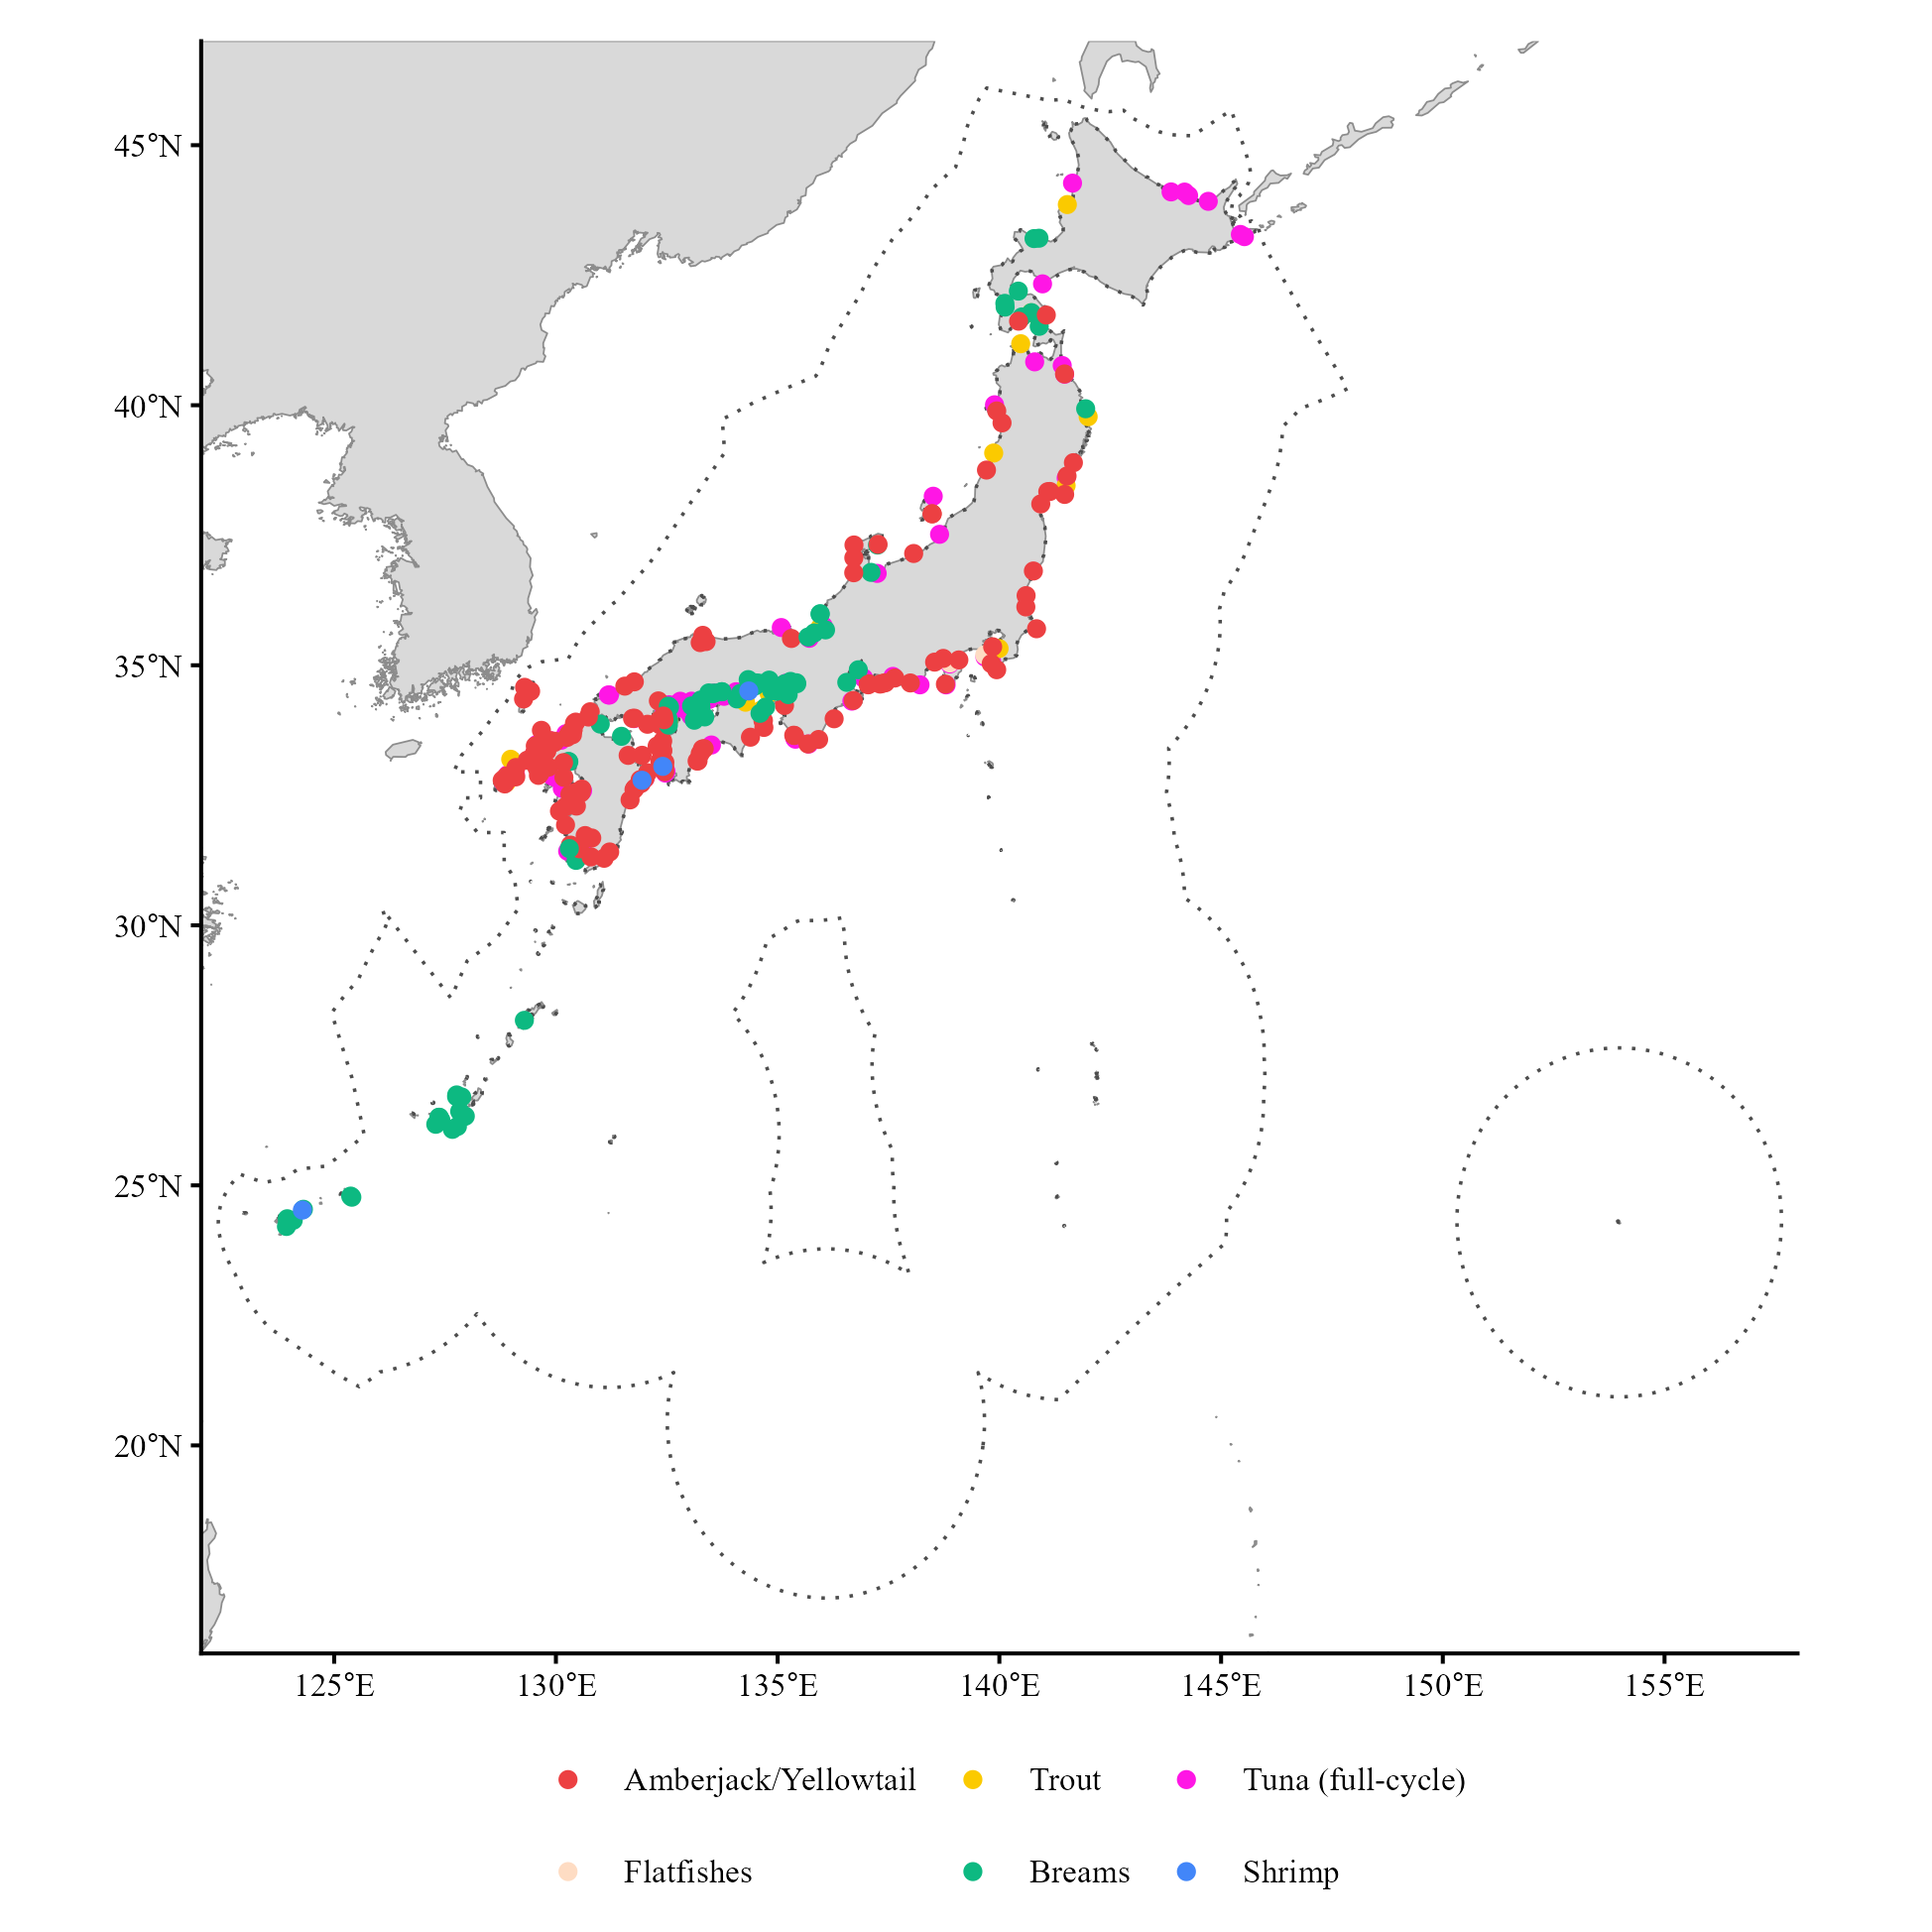 45°N
40°N
35°N
30°N
25°N
20°N
125°E 130°E 135°E 140°E 145°E 150°E 155°E
Amberjack/Yellowtail Trout Tuna (full-cycle)
Flatfishes Breams Shrimp